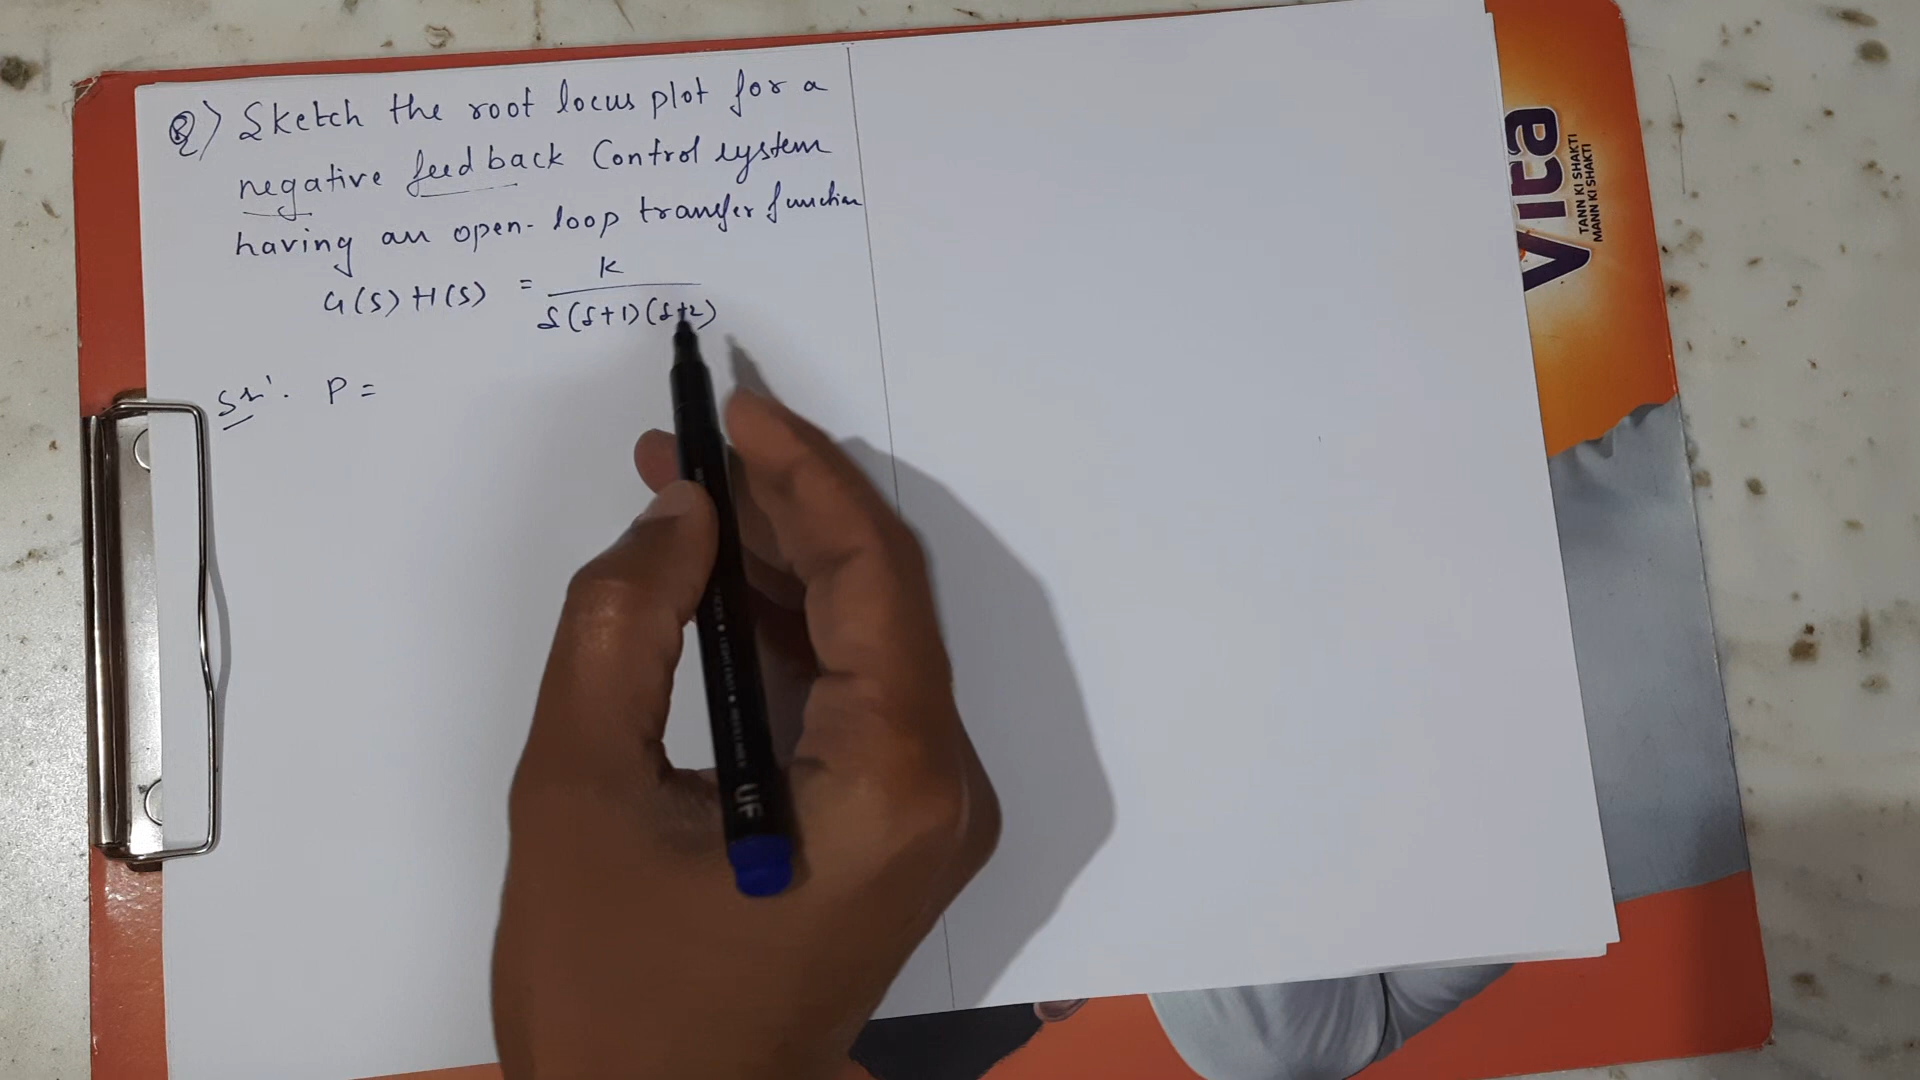 Q) Sketch the root locus plot for a
negative feedback Control system
having an open-loop transfer function
G(S) H(S) = K / S(S+1)(S+2)
Sol. P =
Vita
TANN KI SHAKTI
MANN KI SHAKTI
UF